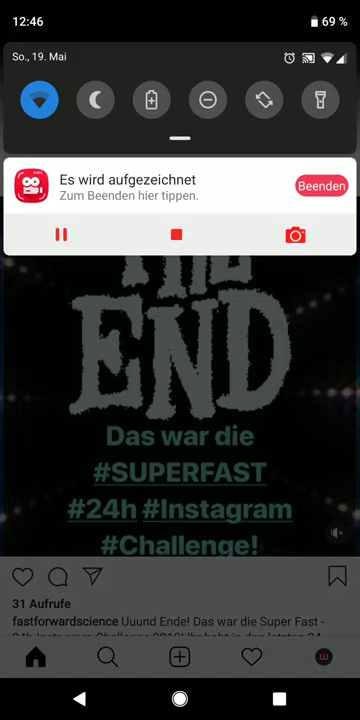 12:46
69 %
So., 19. Mai
Es wird aufgezeichnet
Beenden
Zum Beenden hier tippen.
END
Das war die
#SUPERFAST
#24h #Instagram
#Challenge!
31 Aufrufe
fastforwardscience Uuund Ende! Das war die Super Fast -